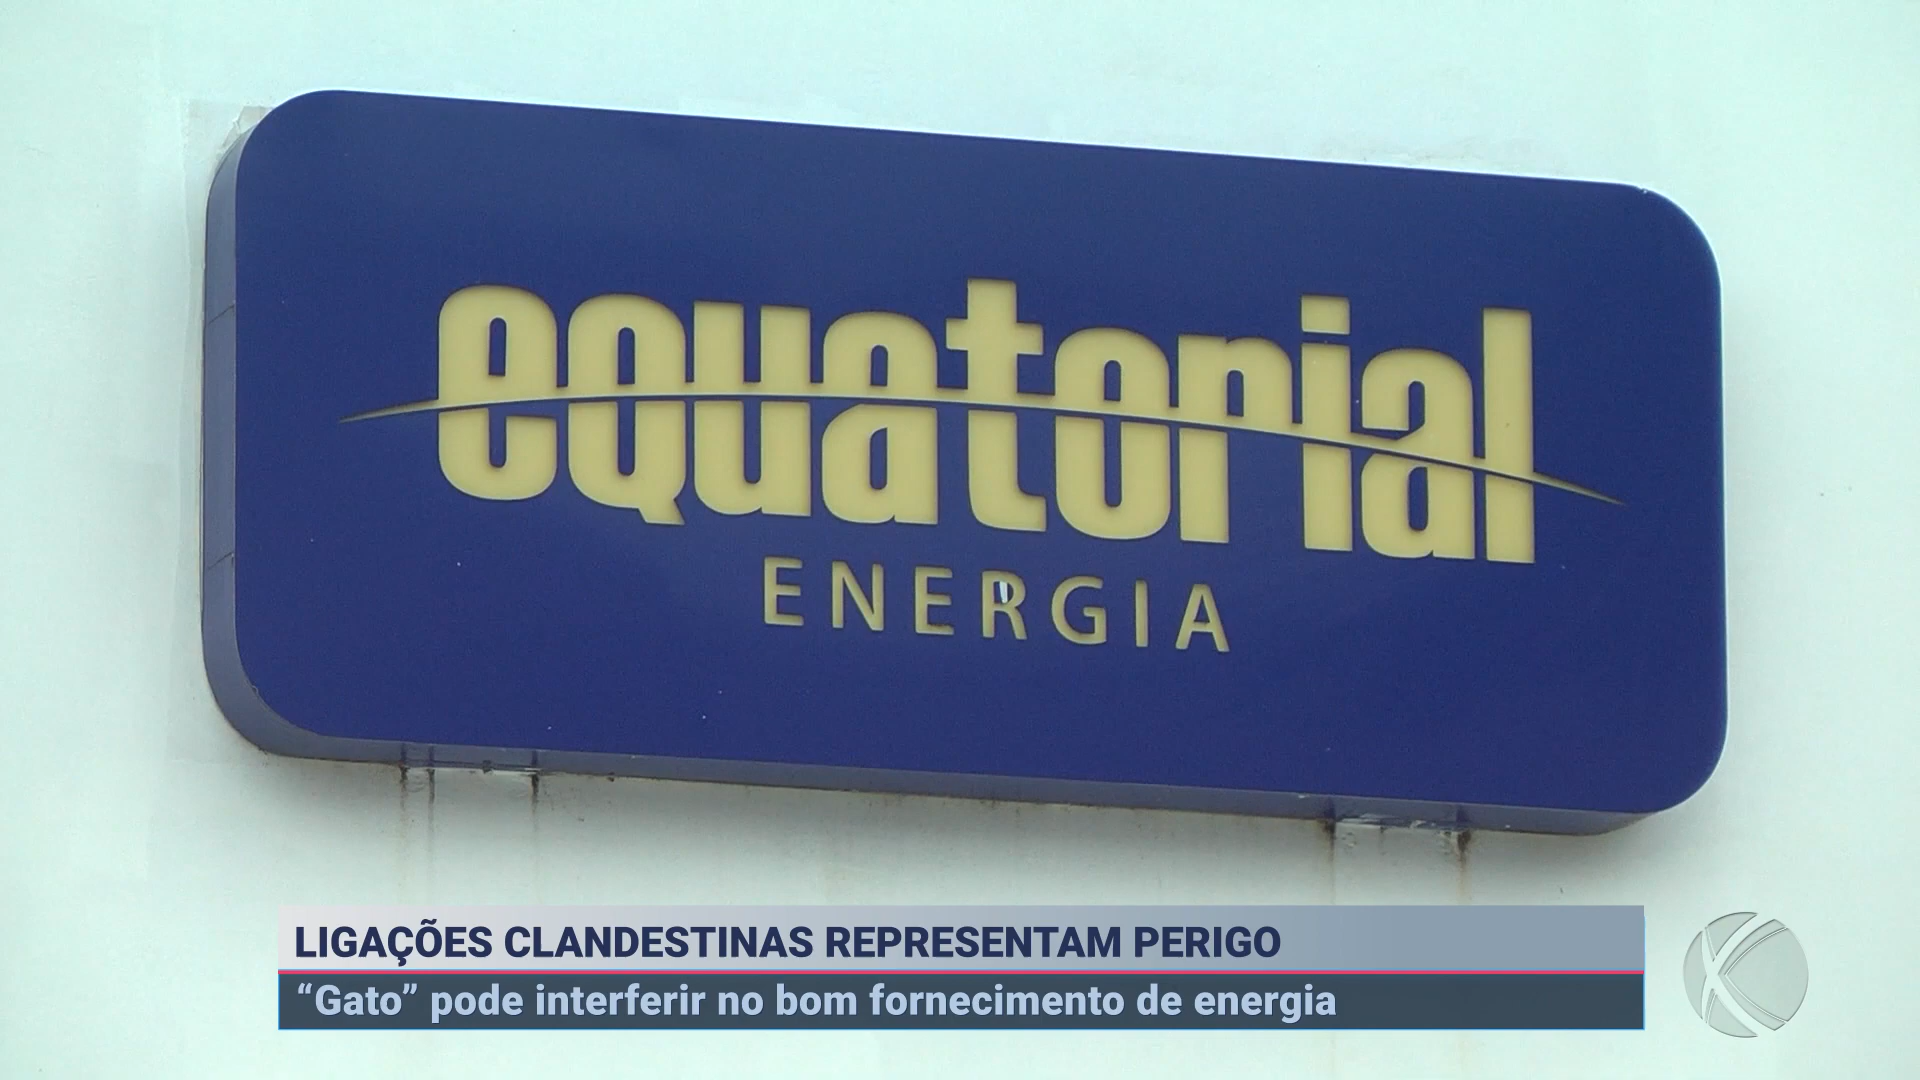 equatorial
ENERGIA
LIGAÇÕES CLANDESTINAS REPRESENTAM PERIGO
“Gato” pode interferir no bom fornecimento de energia